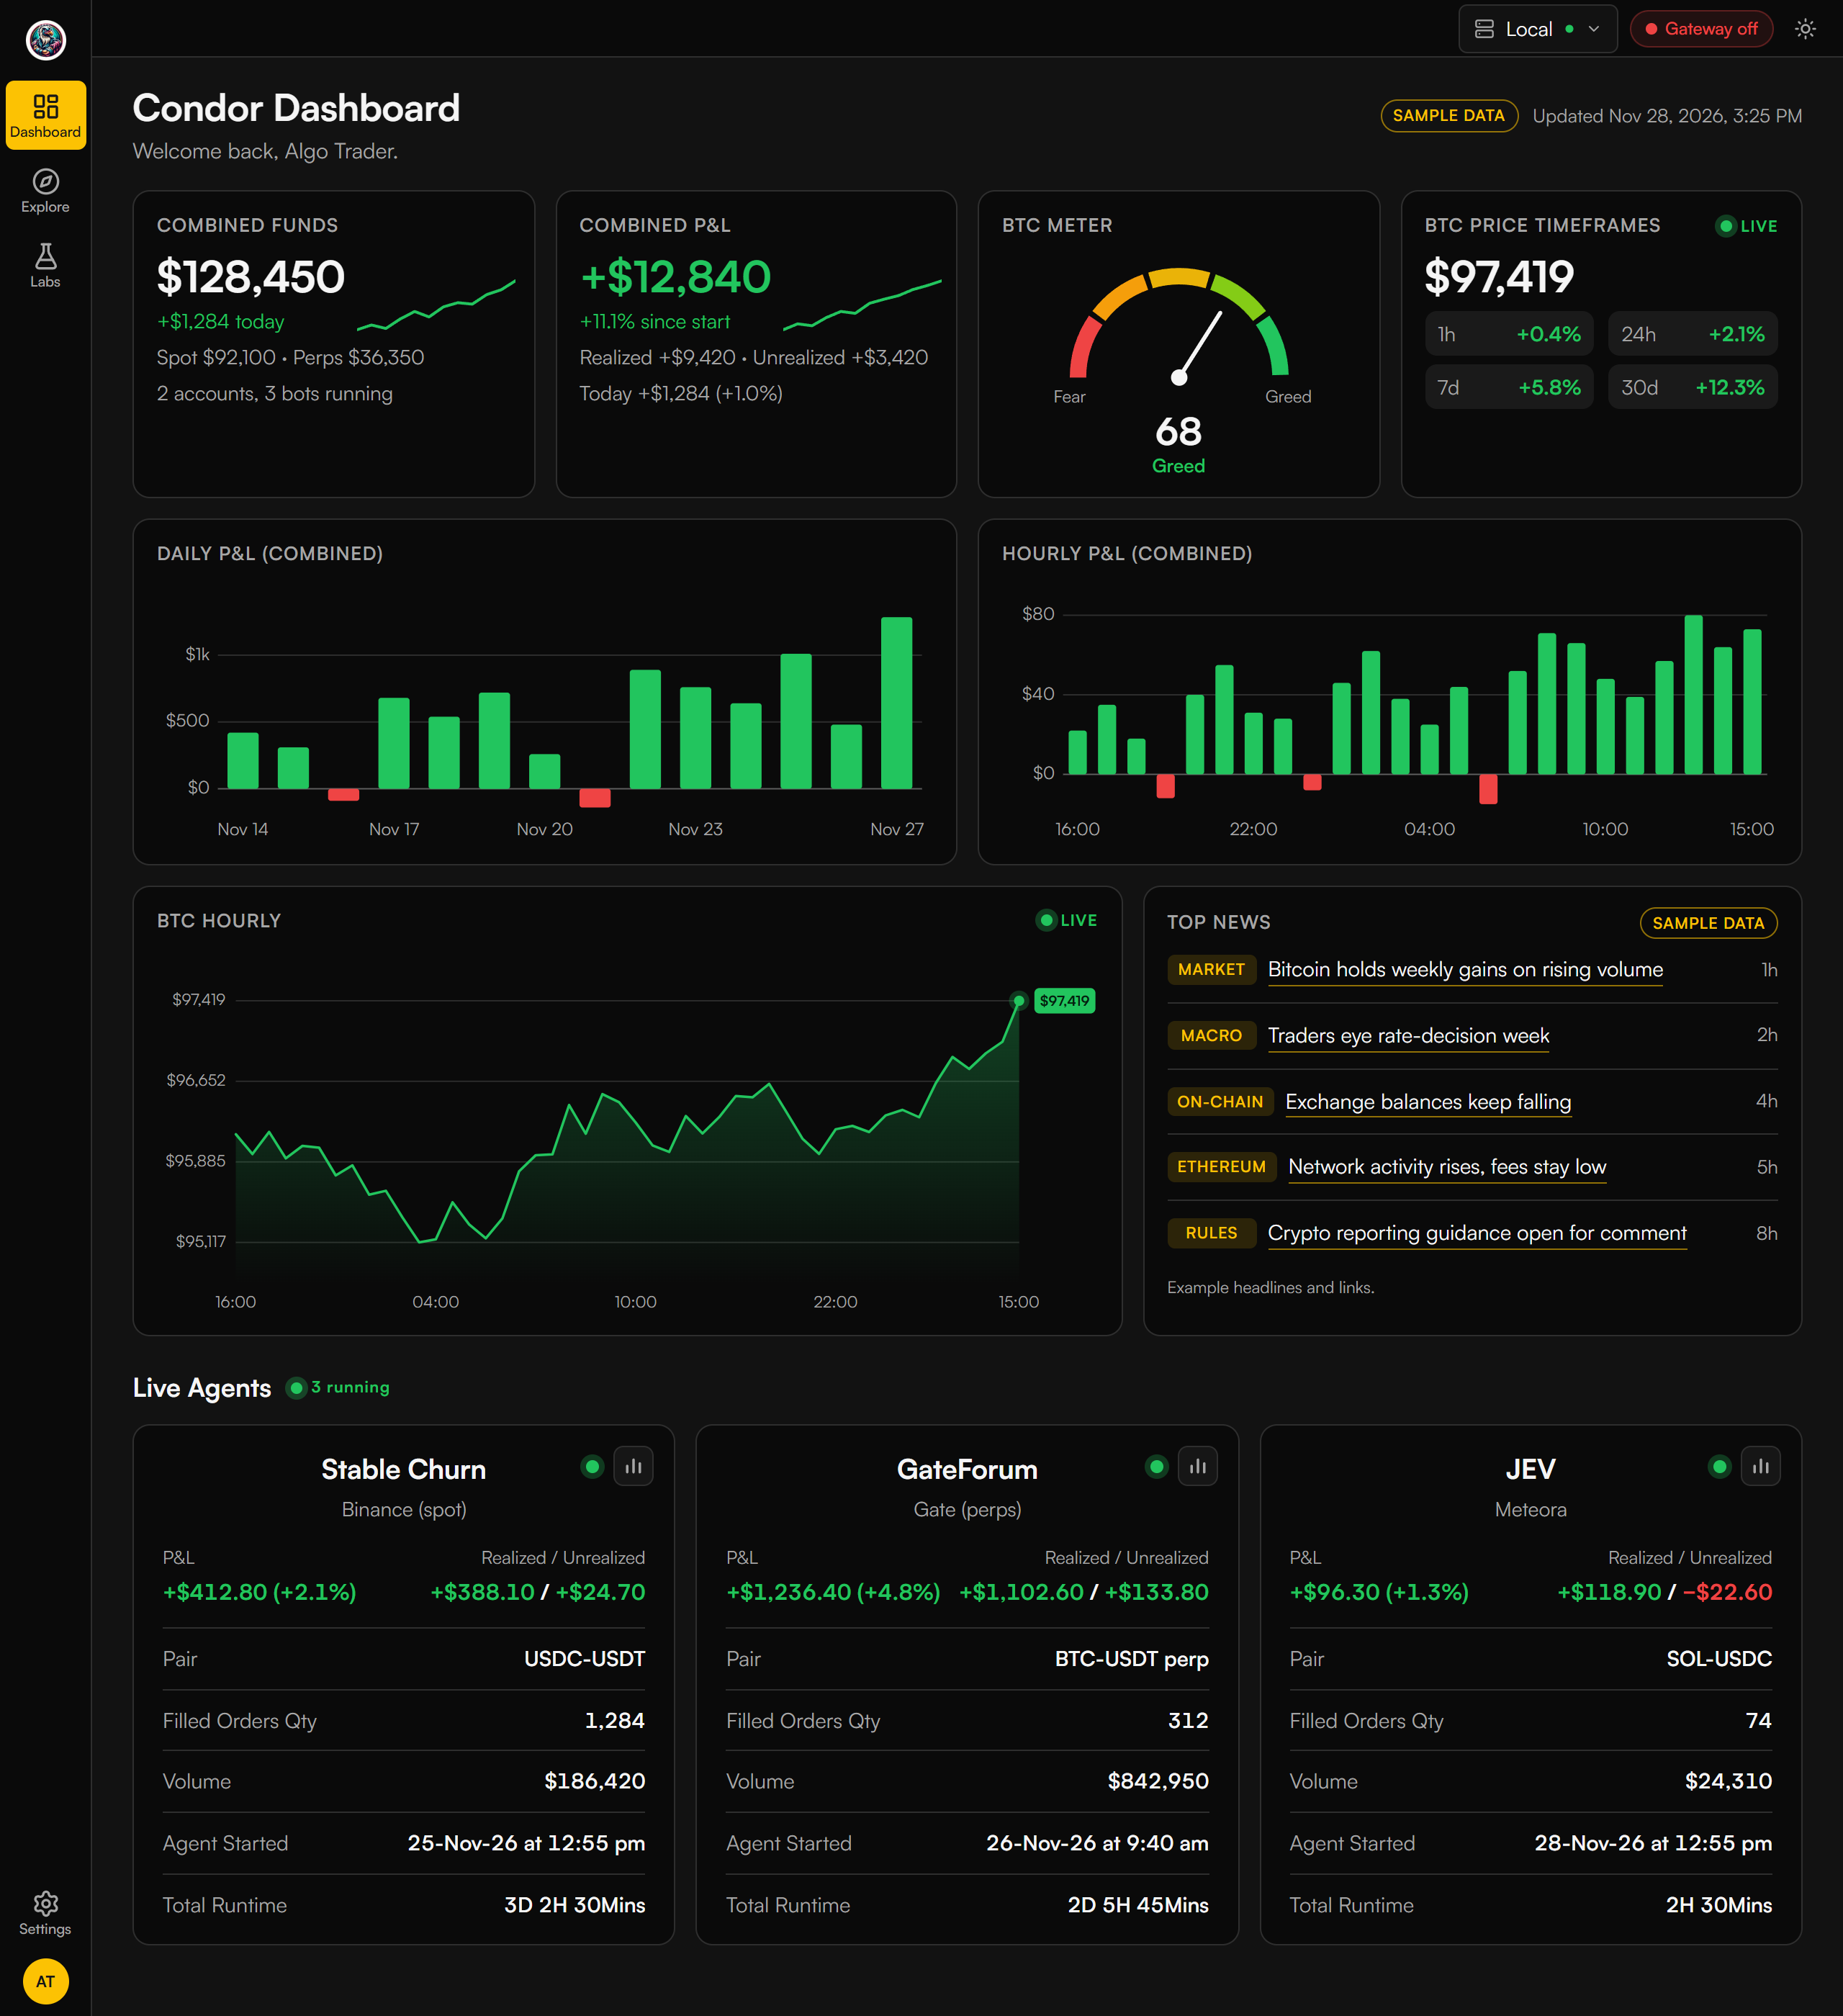 Local
Gateway off
Dashboard
Explore
Labs
Settings
AT
Condor Dashboard
Welcome back, Algo Trader.
SAMPLE DATA
Updated Nov 28, 2026, 3:25 PM
COMBINED FUNDS
$128,450
+$1,284 today
Spot $92,100 · Perps $36,350
2 accounts, 3 bots running
COMBINED P&L
+$12,840
+11.1% since start
Realized +$9,420 · Unrealized +$3,420
Today +$1,284 (+1.0%)
BTC METER
Fear
Greed
68
Greed
BTC PRICE TIMEFRAMES
LIVE
$97,419
1h +0.4%
24h +2.1%
7d +5.8%
30d +12.3%
DAILY P&L (COMBINED)
$1k
$500
$0
Nov 14 Nov 17 Nov 20 Nov 23 Nov 27
HOURLY P&L (COMBINED)
$80
$40
$0
16:00 22:00 04:00 10:00 15:00
BTC HOURLY
LIVE
$97,419
$97,419
$96,652
$95,885
$95,117
16:00 04:00 10:00 22:00 15:00
TOP NEWS
SAMPLE DATA
MARKET Bitcoin holds weekly gains on rising volume 1h
MACRO Traders eye rate-decision week 2h
ON-CHAIN Exchange balances keep falling 4h
ETHEREUM Network activity rises, fees stay low 5h
RULES Crypto reporting guidance open for comment 8h
Example headlines and links.
Live Agents
3 running
Stable Churn
Binance (spot)
P&L Realized / Unrealized
+$412.80 (+2.1%) +$388.10 / +$24.70
Pair USDC-USDT
Filled Orders Qty 1,284
Volume $186,420
Agent Started 25-Nov-26 at 12:55 pm
Total Runtime 3D 2H 30Mins
GateForum
Gate (perps)
P&L Realized / Unrealized
+$1,236.40 (+4.8%) +$1,102.60 / +$133.80
Pair BTC-USDT perp
Filled Orders Qty 312
Volume $842,950
Agent Started 26-Nov-26 at 9:40 am
Total Runtime 2D 5H 45Mins
JEV
Meteora
P&L Realized / Unrealized
+$96.30 (+1.3%) +$118.90 / −$22.60
Pair SOL-USDC
Filled Orders Qty 74
Volume $24,310
Agent Started 28-Nov-26 at 12:55 pm
Total Runtime 2H 30Mins